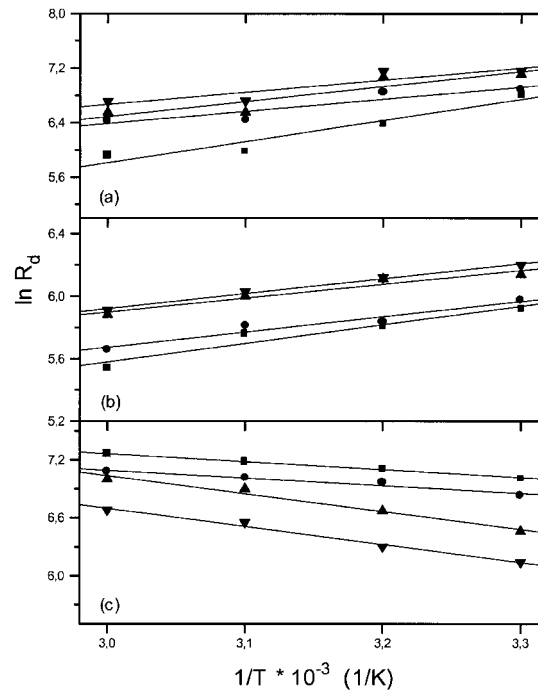 8,0
7,2
6,4
5,6
(a)
6,4
6,0
5,6
5,2
(b)
ln R_d
7,2
6,6
6,0
(c)
3,0 3,1 3,2 3,3
1/T * 10^-3 (1/K)